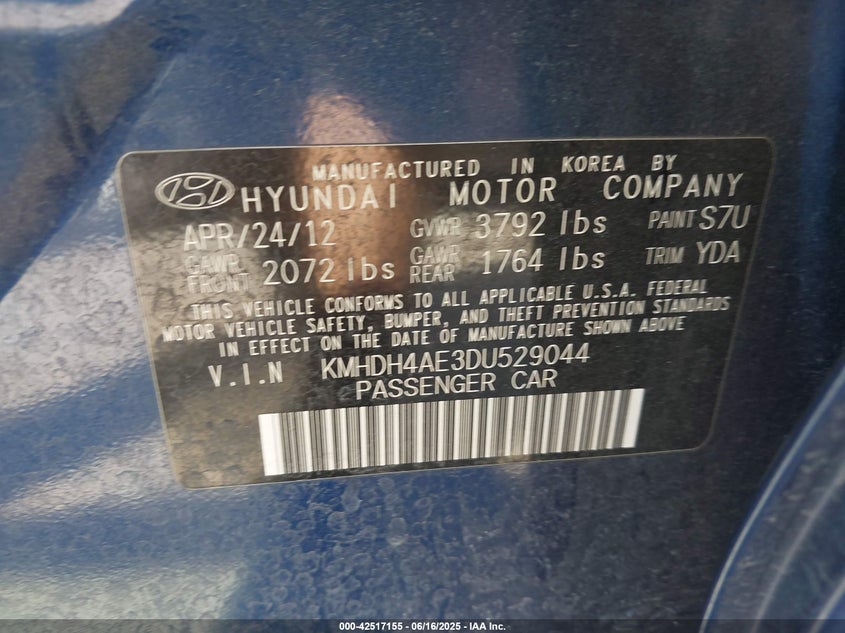 MANUFACTURED IN KOREA BY
HYUNDAI MOTOR COMPANY
APR/24/12 GVWR 3792 lbs PAINT S7U
GAWR FRONT 2072 lbs GAWR REAR 1764 lbs TRIM YDA
THIS VEHICLE CONFORMS TO ALL APPLICABLE U.S.A. FEDERAL
MOTOR VEHICLE SAFETY, BUMPER, AND THEFT PREVENTION STANDARDS
IN EFFECT ON THE DATE OF MANUFACTURE SHOWN ABOVE
V.I.N KMHDH4AE3DU529044
PASSENGER CAR
000-42517155 - 06/16/2025 - IAA Inc.